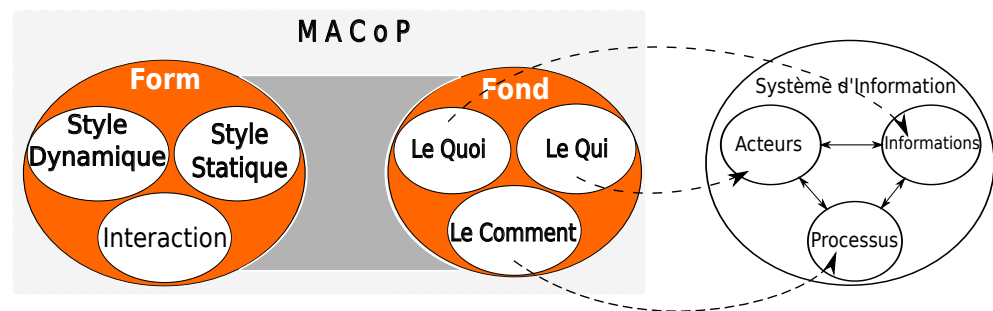 MACoP
Form
Style
Dynamique
Style
Statique
Interaction
Fond
Le Quoi
Le Qui
Le Comment
Système d'Information
Acteurs
Informations
Processus